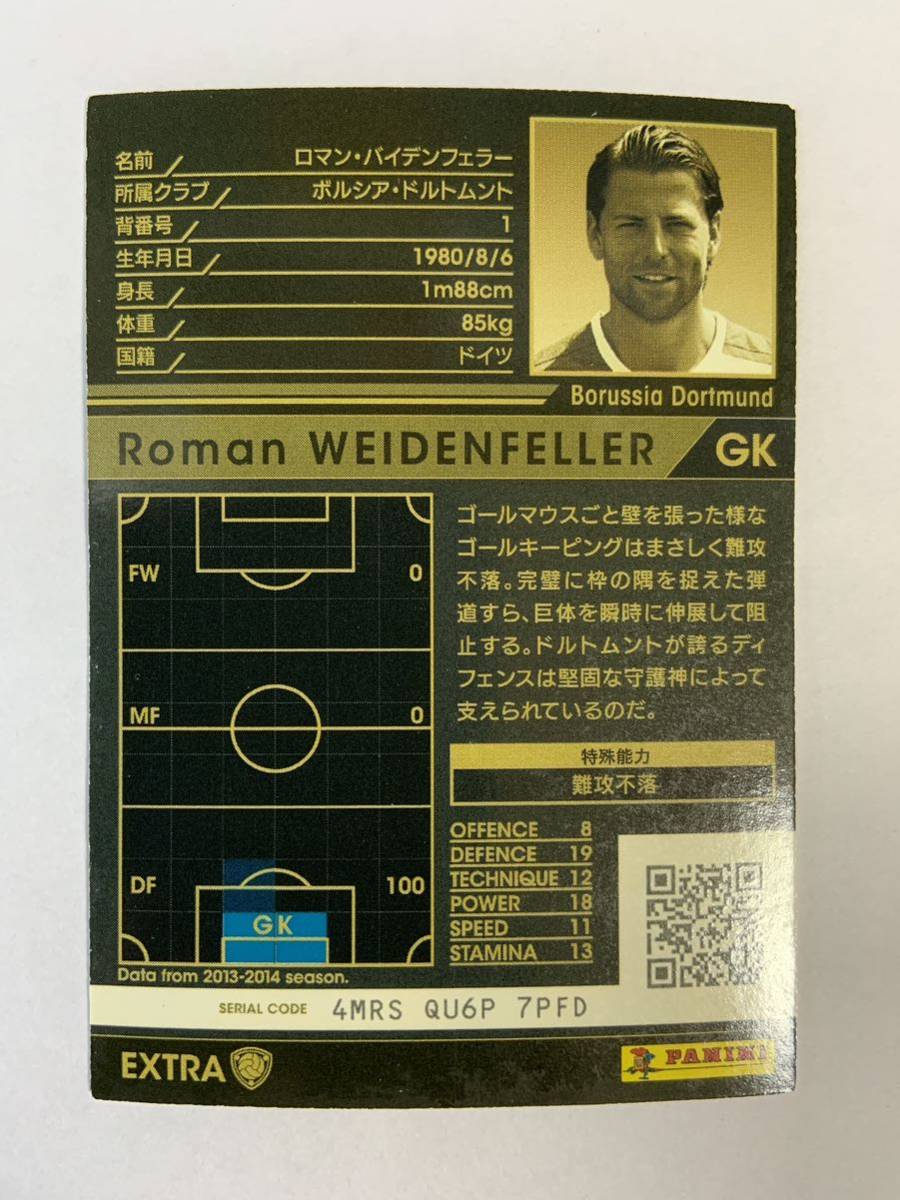 名前 ロマン・バイデンフェラー
所属クラブ ボルシア・ドルトムント
背番号 1
生年月日 1980/8/6
身長 1m88cm
体重 85kg
国籍 ドイツ
Borussia Dortmund
Roman WEIDENFELLER GK
ゴールマウスごと壁を張った様な
ゴールキーピングはまさしく難攻
不落。完璧に枠の隅を捉えた弾
道すら、巨体を瞬時に伸展して阻
止する。ドルトムントが誇るディ
フェンスは堅固な守護神によって
支えられているのだ。
FW 0
MF 0
DF 100
GK
Data from 2013-2014 season.
特殊能力
難攻不落
OFFENCE 8
DEFENCE 19
TECHNIQUE 12
POWER 18
SPEED 11
STAMINA 13
SERIAL CODE 4MRS QU6P 7PFD
EXTRA
PANINI